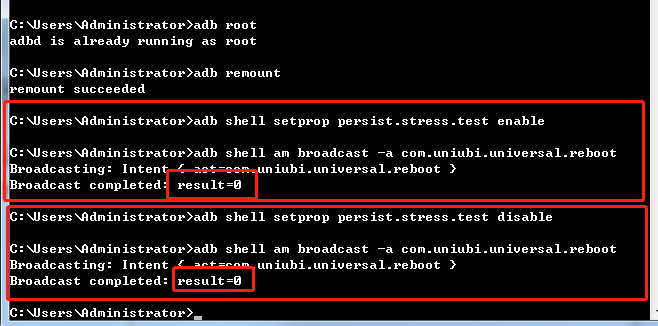 C:\Users\Administrator>adb root
adbd is already running as root
C:\Users\Administrator>adb remount
remount succeeded
C:\Users\Administrator>adb shell setprop persist.stress.test enable
C:\Users\Administrator>adb shell am broadcast -a com.uniubi.universal.reboot
Broadcasting: Intent { act=com.uniubi.universal.reboot }
Broadcast completed: result=0
C:\Users\Administrator>adb shell setprop persist.stress.test disable
C:\Users\Administrator>adb shell am broadcast -a com.uniubi.universal.reboot
Broadcasting: Intent { act=com.uniubi.universal.reboot }
Broadcast completed: result=0
C:\Users\Administrator>_